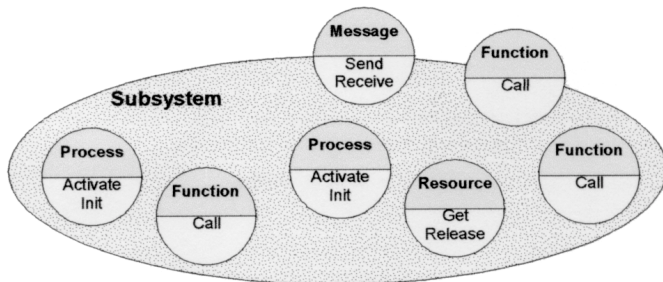 Message
Send
Receive
Function
Call
Subsystem
Process
Activate
Init
Function
Call
Process
Activate
Init
Resource
Get
Release
Function
Call